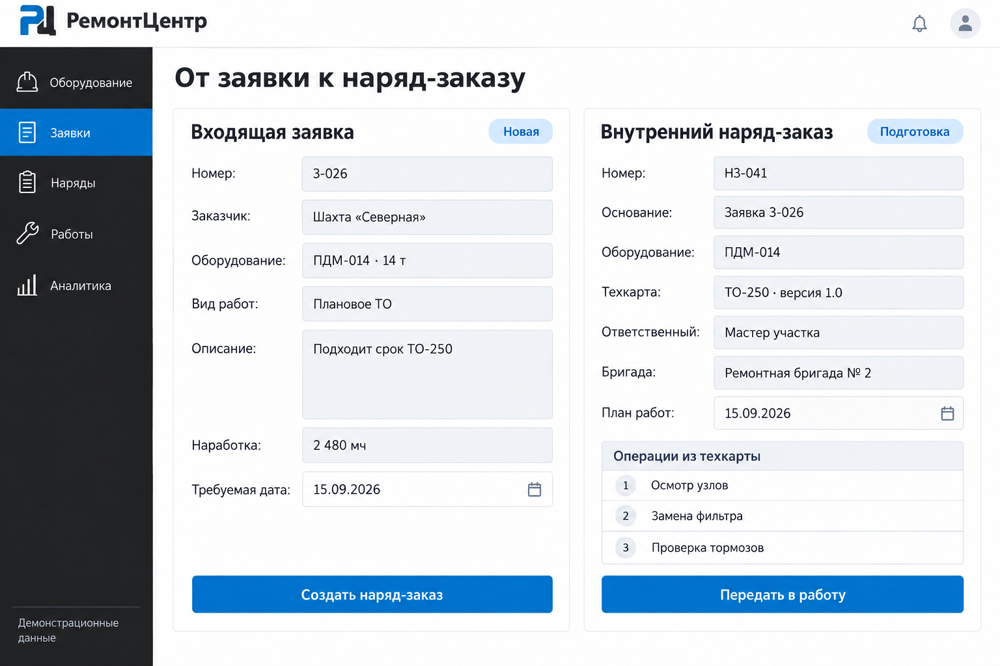 РЦ РемонтЦентр
Оборудование
Заявки
Наряды
Работы
Аналитика
Демонстрационные
данные
От заявки к наряд-заказу
Входящая заявка
Новая
Номер: З-026
Заказчик: Шахта «Северная»
Оборудование: ПДМ-014 · 14 т
Вид работ: Плановое ТО
Описание: Подходит срок ТО-250
Наработка: 2 480 мч
Требуемая дата: 15.09.2026
Создать наряд-заказ
Внутренний наряд-заказ
Подготовка
Номер: НЗ-041
Основание: Заявка З-026
Оборудование: ПДМ-014
Техкарта: ТО-250 · версия 1.0
Ответственный: Мастер участка
Бригада: Ремонтная бригада № 2
План работ: 15.09.2026
Операции из техкарты
1 Осмотр узлов
2 Замена фильтра
3 Проверка тормозов
Передать в работу